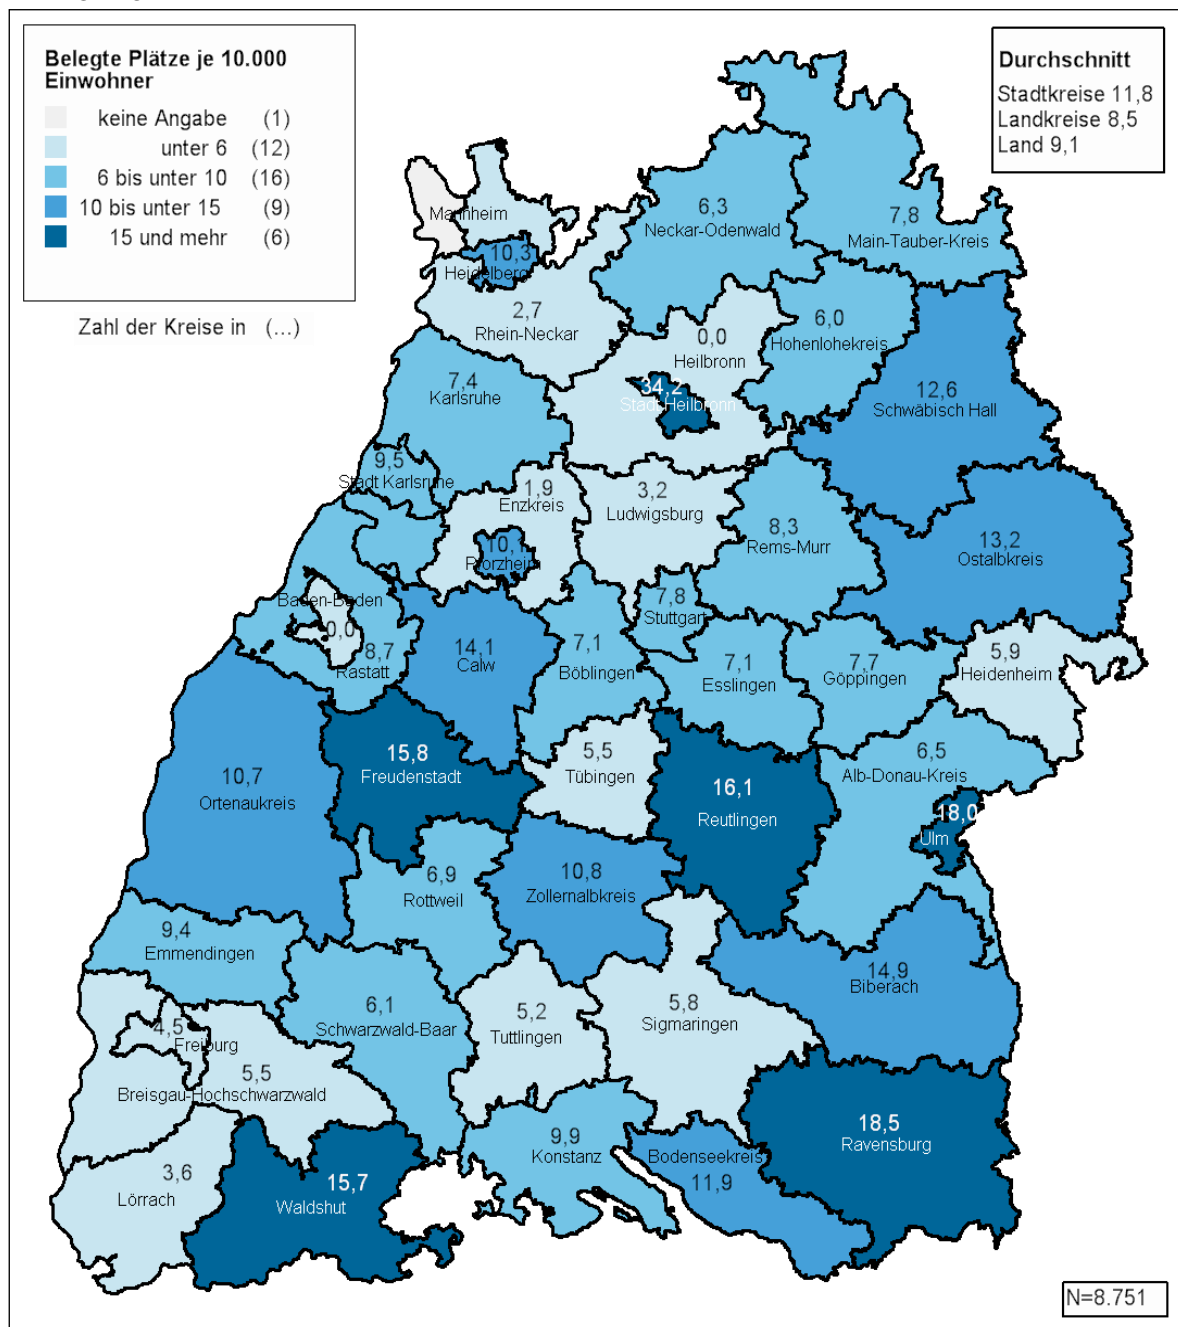 Belegte Plätze je 10.000
Einwohner
keine Angabe (1)
unter 6 (12)
6 bis unter 10 (16)
10 bis unter 15 (9)
15 und mehr (6)
Zahl der Kreise in (...)
Durchschnitt
Stadtkreise 11,8
Landkreise 8,5
Land 9,1
Mannheim
10,3
Heidelberg
2,7
Rhein-Neckar
6,3
Neckar-Odenwald
7,8
Main-Tauber-Kreis
0,0
Heilbronn
34,2
Stadt Heilbronn
6,0
Hohenlohekreis
12,6
Schwäbisch Hall
7,4
Karlsruhe
9,5
Stadt Karlsruhe
1,9
Enzkreis
10,1
Pforzheim
3,2
Ludwigsburg
8,3
Rems-Murr
13,2
Ostalbkreis
Baden-Baden
0,0
8,7
Rastatt
14,1
Calw
7,1
Böblingen
7,8
Stuttgart
7,1
Esslingen
7,7
Göppingen
5,9
Heidenheim
10,7
Ortenaukreis
15,8
Freudenstadt
5,5
Tübingen
16,1
Reutlingen
6,5
Alb-Donau-Kreis
18,0
Ulm
6,9
Rottweil
10,8
Zollernalbkreis
9,4
Emmendingen
6,1
Schwarzwald-Baar
5,2
Tuttlingen
5,8
Sigmaringen
14,9
Biberach
4,5
Freiburg
5,5
Breisgau-Hochschwarzwald
3,6
Lörrach
15,7
Waldshut
9,9
Konstanz
Bodenseekreis
11,9
18,5
Ravensburg
N=8.751